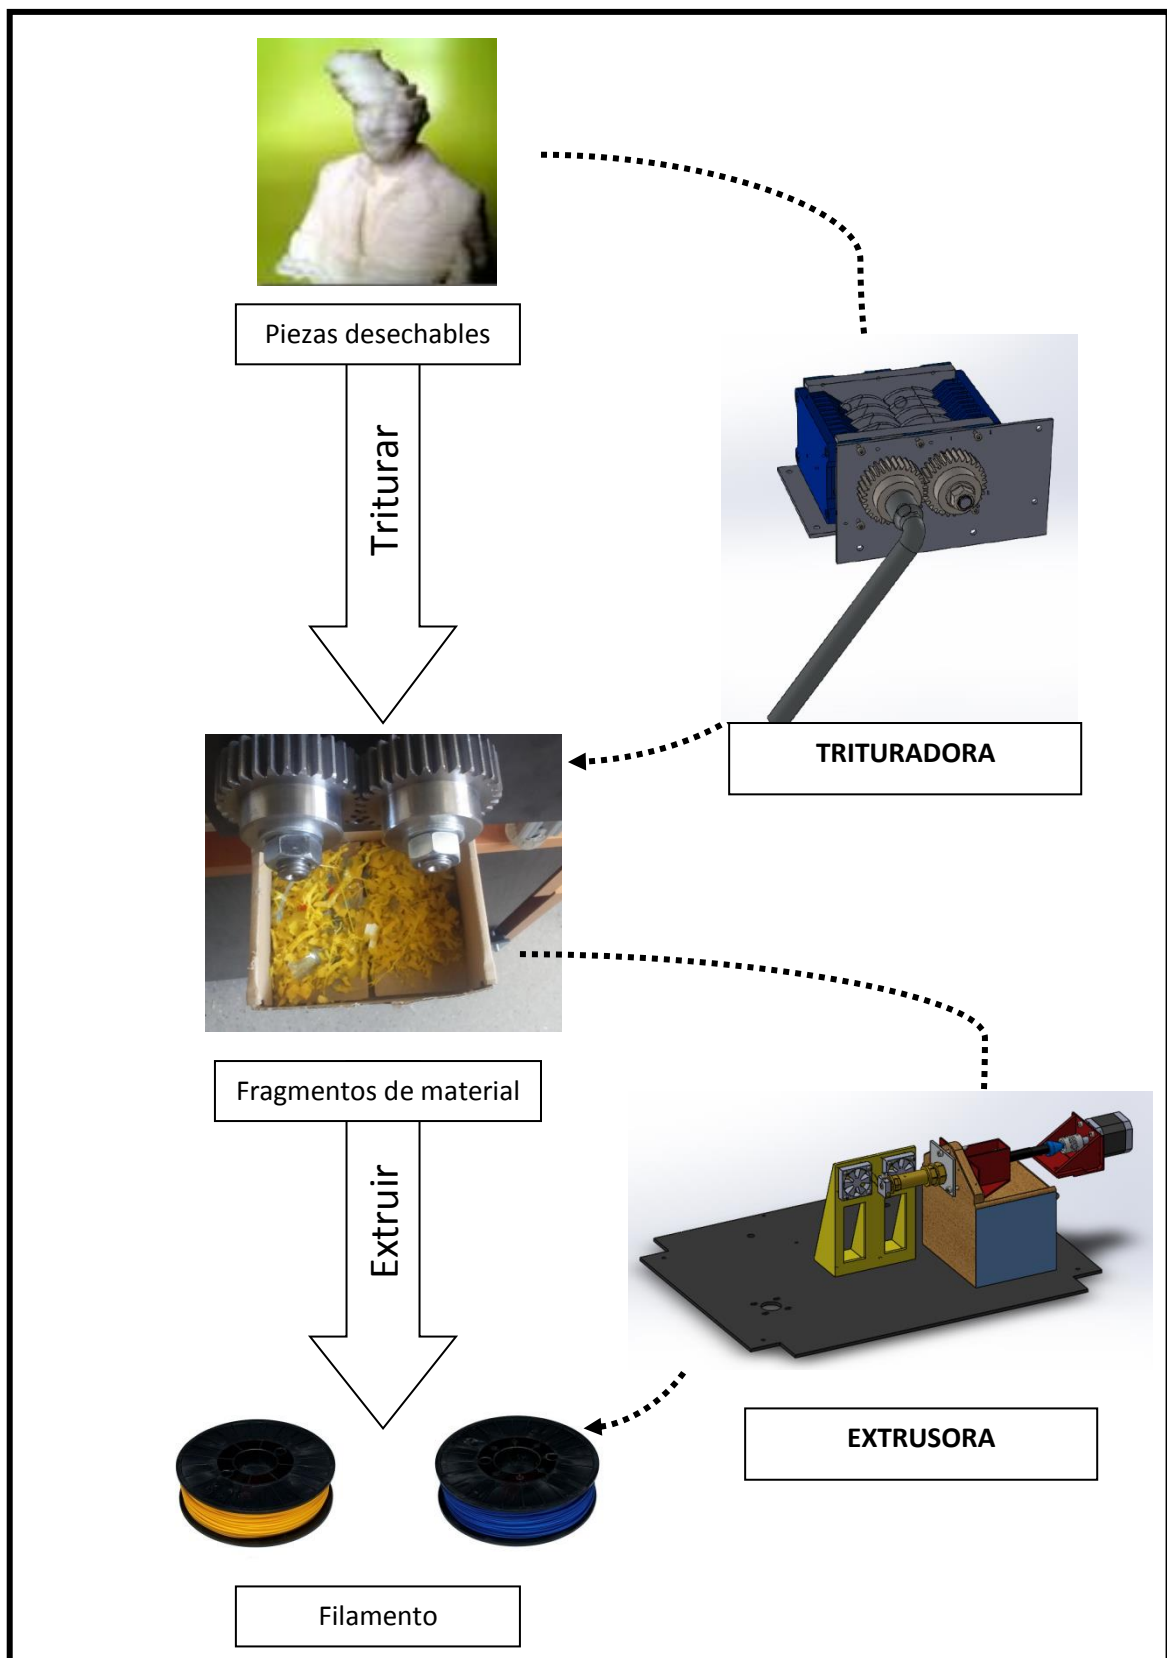 Piezas desechables
Triturar
TRITURADORA
Fragmentos de material
Extruir
EXTRUSORA
Filamento